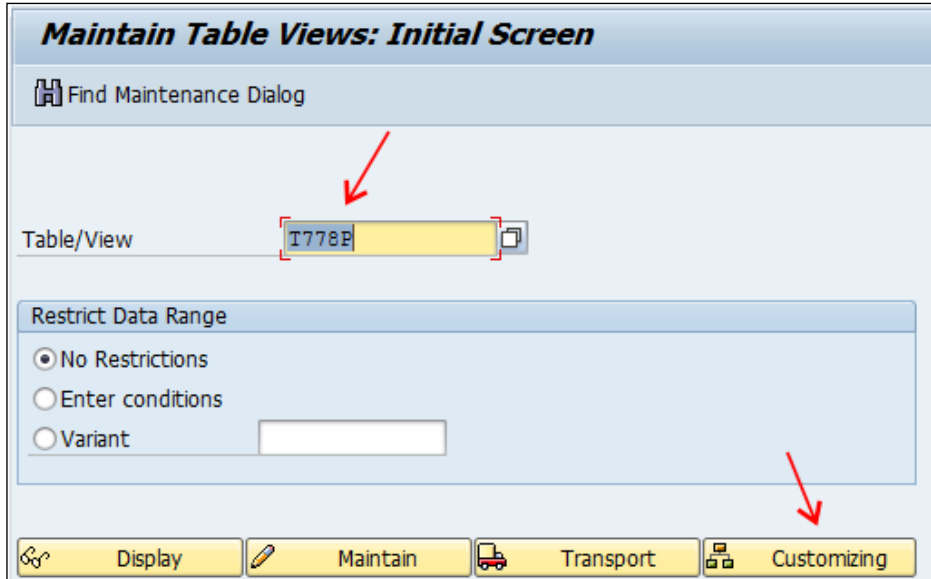 Maintain Table Views: Initial Screen
Find Maintenance Dialog
Table/View T778P
Restrict Data Range
No Restrictions
Enter conditions
Variant
Display Maintain Transport Customizing